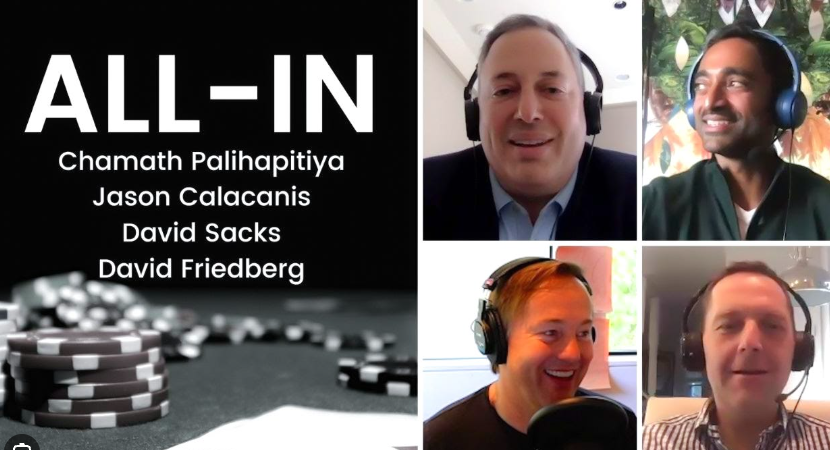 ALL-IN
Chamath Palihapitiya
Jason Calacanis
David Sacks
David Friedberg